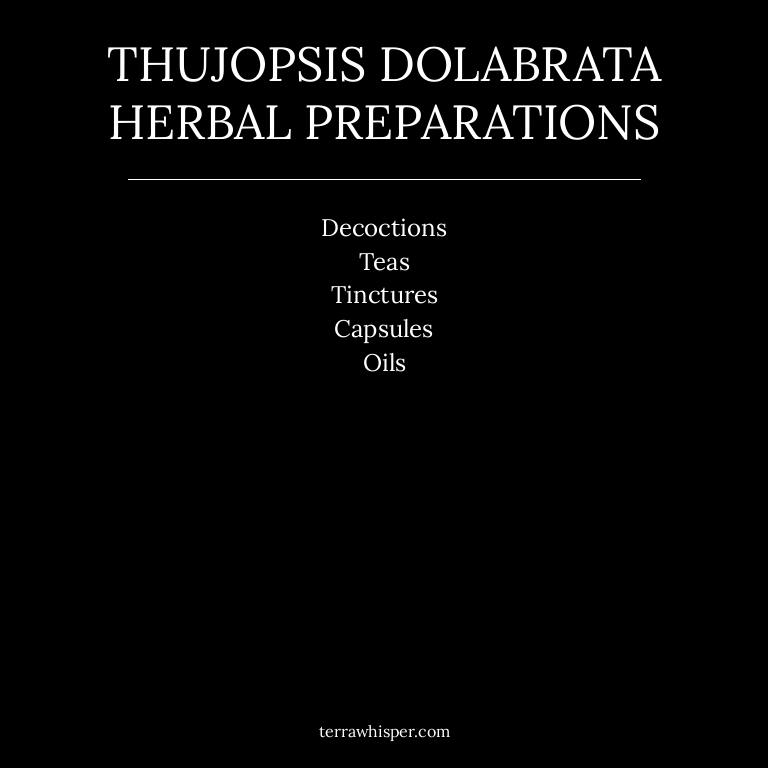 THUJOPSIS DOLABRATA
HERBAL PREPARATIONS
Decoctions
Teas
Tinctures
Capsules
Oils
terrawhisper.com